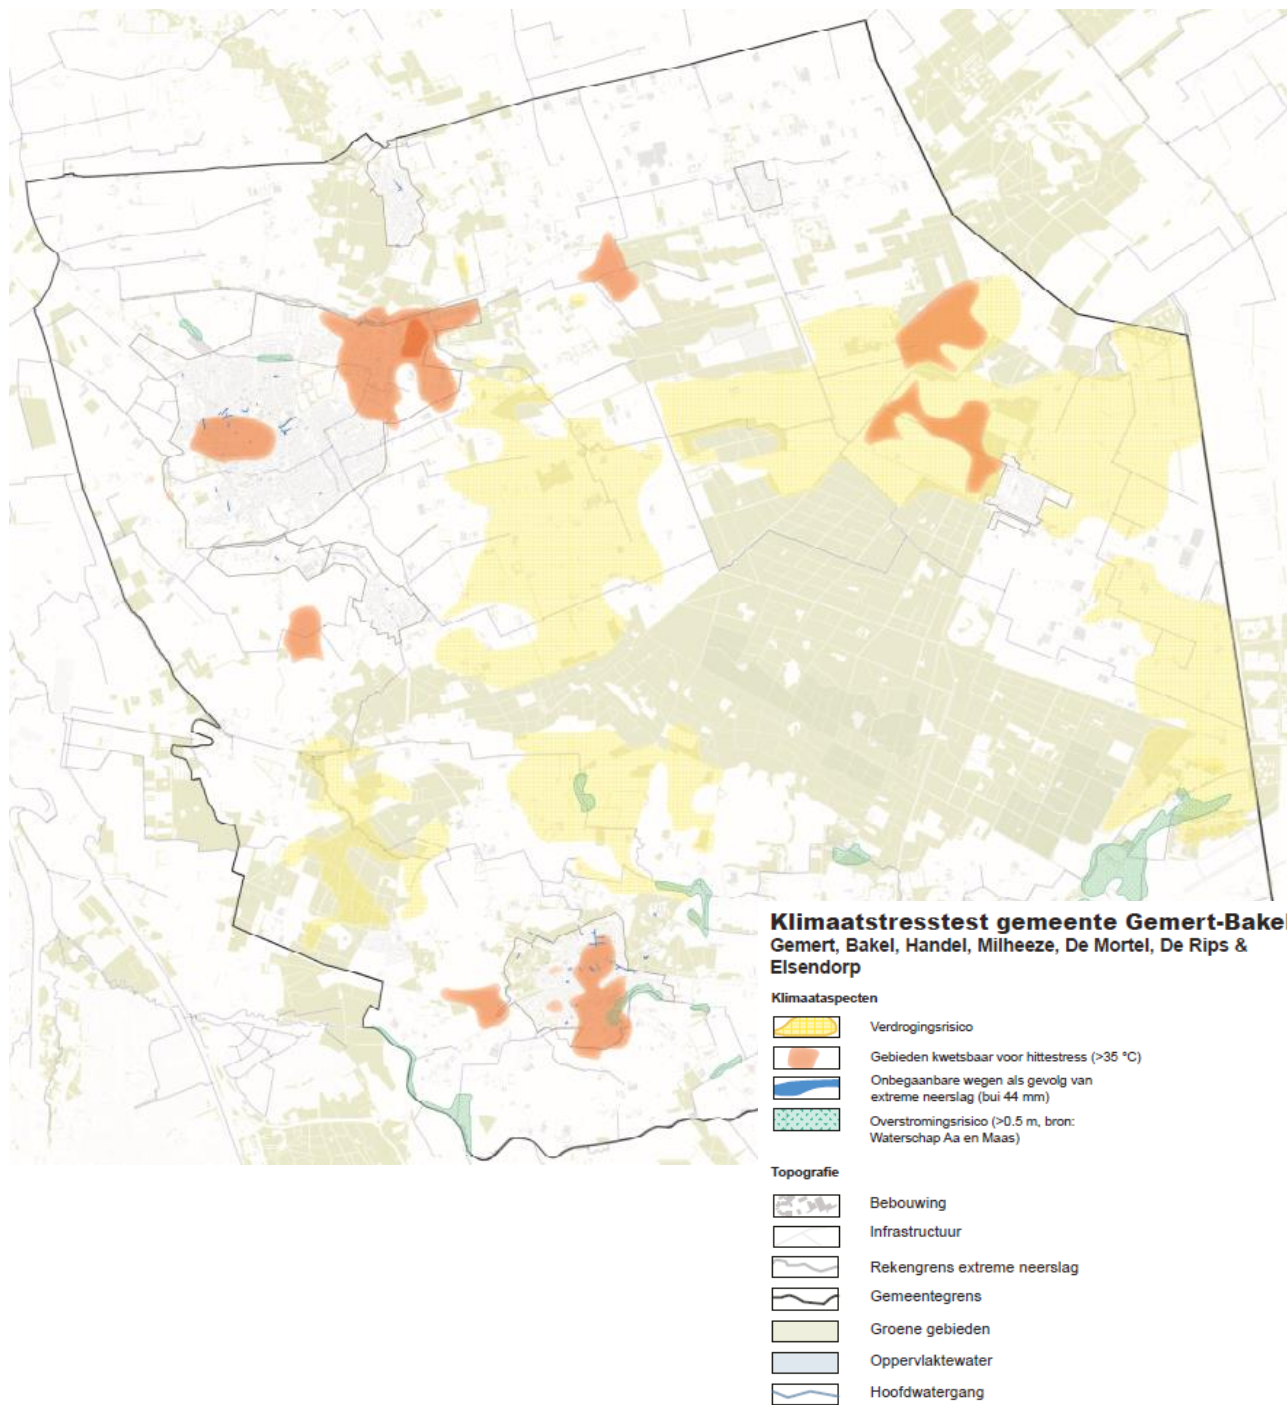 Klimaatstresstest gemeente Gemert-Bakel
Gemert, Bakel, Handel, Milheeze, De Mortel, De Rips &
Elsendorp
Klimaataspecten
Verdrogingsrisico
Gebieden kwetsbaar voor hittestress (>35 °C)
Onbegaanbare wegen als gevolg van
extreme neerslag (bui 44 mm)
Overstromingsrisico (>0.5 m, bron:
Waterschap Aa en Maas)
Topografie
Bebouwing
Infrastructuur
Rekengrens extreme neerslag
Gemeentegrens
Groene gebieden
Oppervlaktewater
Hoofdwatergang